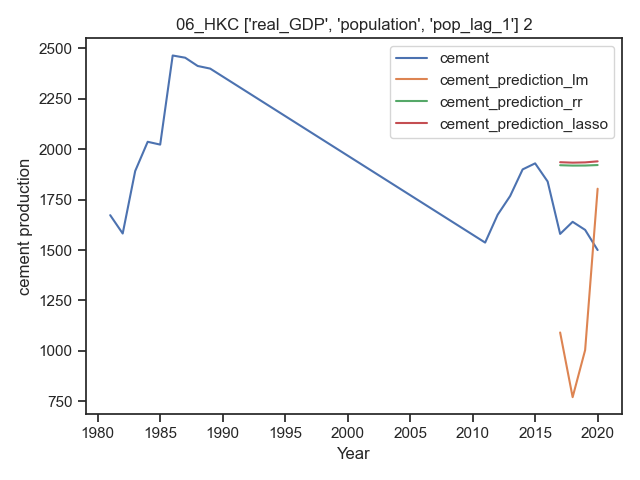 06_HKC ['real_GDP', 'population', 'pop_lag_1'] 2
cement
cement_prediction_lm
cement_prediction_rr
cement_prediction_lasso
cement production
2500
2250
2000
1750
1500
1250
1000
750
1980 1985 1990 1995 2000 2005 2010 2015 2020
Year